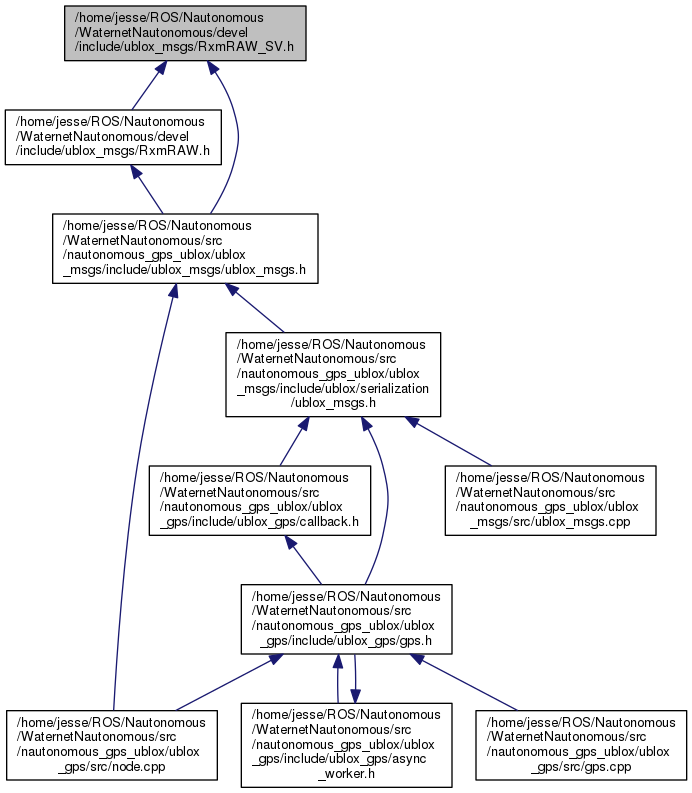 /home/jesse/ROS/Nautonomous
/WaternetNautonomous/devel
/include/ublox_msgs/RxmRAW_SV.h
/home/jesse/ROS/Nautonomous
/WaternetNautonomous/devel
/include/ublox_msgs/RxmRAW.h
/home/jesse/ROS/Nautonomous
/WaternetNautonomous/src
/nautonomous_gps_ublox/ublox
_msgs/include/ublox_msgs/ublox_msgs.h
/home/jesse/ROS/Nautonomous
/WaternetNautonomous/src
/nautonomous_gps_ublox/ublox
_msgs/include/ublox/serialization
/ublox_msgs.h
/home/jesse/ROS/Nautonomous
/WaternetNautonomous/src
/nautonomous_gps_ublox/ublox
_gps/include/ublox_gps/callback.h
/home/jesse/ROS/Nautonomous
/WaternetNautonomous/src
/nautonomous_gps_ublox/ublox
_msgs/src/ublox_msgs.cpp
/home/jesse/ROS/Nautonomous
/WaternetNautonomous/src
/nautonomous_gps_ublox/ublox
_gps/include/ublox_gps/gps.h
/home/jesse/ROS/Nautonomous
/WaternetNautonomous/src
/nautonomous_gps_ublox/ublox
_gps/src/node.cpp
/home/jesse/ROS/Nautonomous
/WaternetNautonomous/src
/nautonomous_gps_ublox/ublox
_gps/include/ublox_gps/async
_worker.h
/home/jesse/ROS/Nautonomous
/WaternetNautonomous/src
/nautonomous_gps_ublox/ublox
_gps/src/gps.cpp